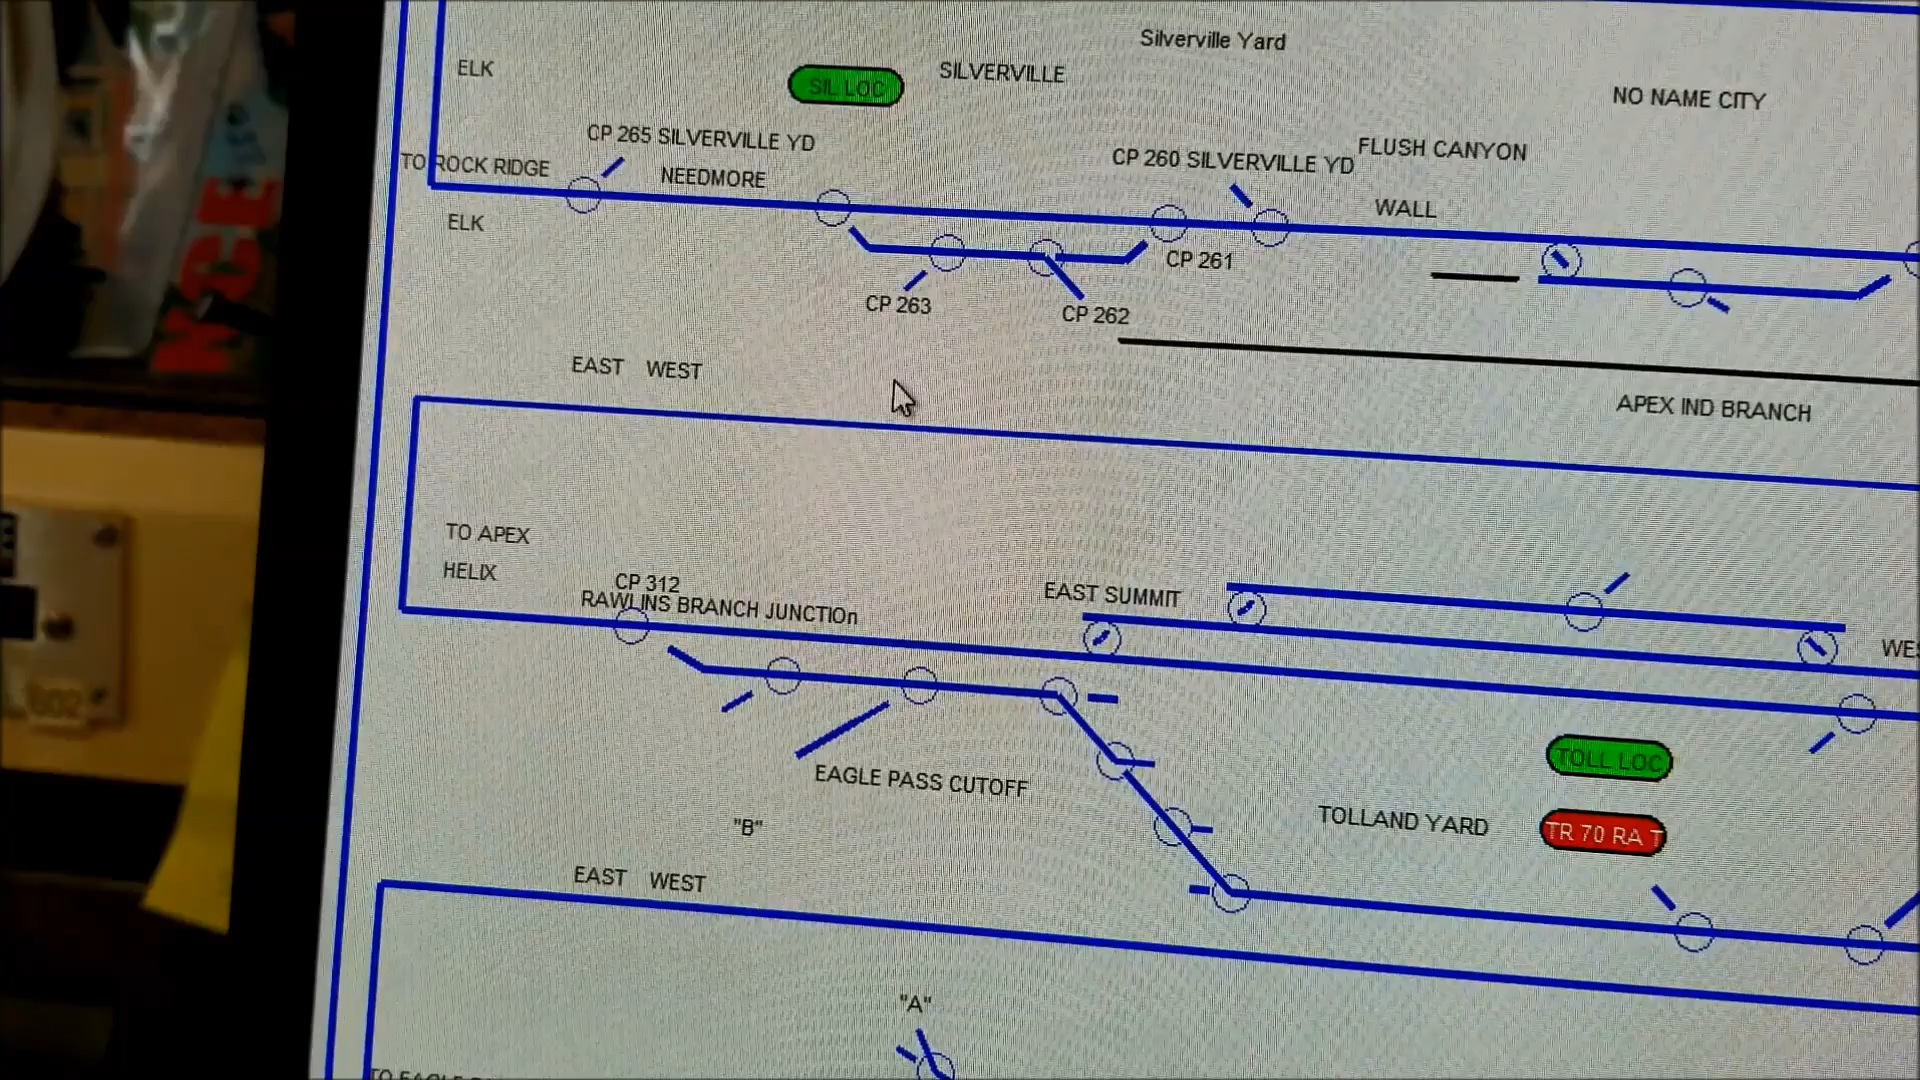 Silverville Yard
ELK
SIL LOC
SILVERVILLE
NO NAME CITY
CP 265 SILVERVILLE YD
CP 260 SILVERVILLE YD
FLUSH CANYON
TO ROCK RIDGE
NEEDMORE
WALL
ELK
CP 261
CP 263
CP 262
EAST WEST
APEX IND BRANCH
TO APEX
HELIX
CP 312
RAWLINS BRANCH JUNCTIOn
EAST SUMMIT
WES
TOLL LOC
TR 70 RA T
TOLLAND YARD
EAGLE PASS CUTOFF
"B"
EAST WEST
"A"
802